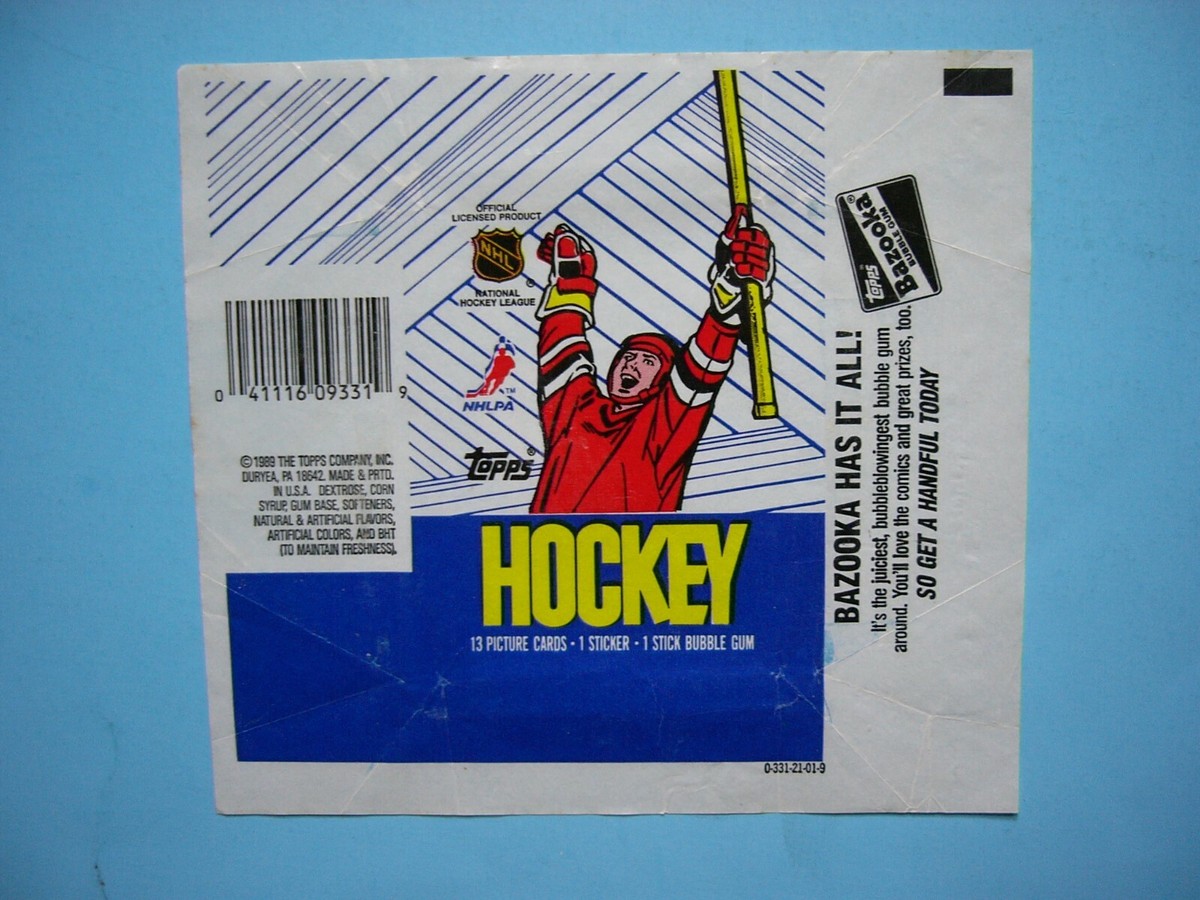 OFFICIAL
LICENSED PRODUCT
NHL
®
NATIONAL
HOCKEY LEAGUE
TM
NHLPA
Topps®
HOCKEY
13 PICTURE CARDS • 1 STICKER • 1 STICK BUBBLE GUM
0 41116 09331 9
©1989 THE TOPPS COMPANY, INC.
DURYEA, PA 18642. MADE & PRTD.
IN U.S.A. DEXTROSE, CORN
SYRUP, GUM BASE, SOFTENERS,
NATURAL & ARTIFICIAL FLAVORS,
ARTIFICIAL COLORS, AND BHT
(TO MAINTAIN FRESHNESS).
0-331-21-01-9
Topps
Bazooka®
BUBBLE GUM
BAZOOKA HAS IT ALL!
It's the juiciest, bubbleblowingest bubble gum
around. You'll love the comics and great prizes, too.
SO GET A HANDFUL TODAY